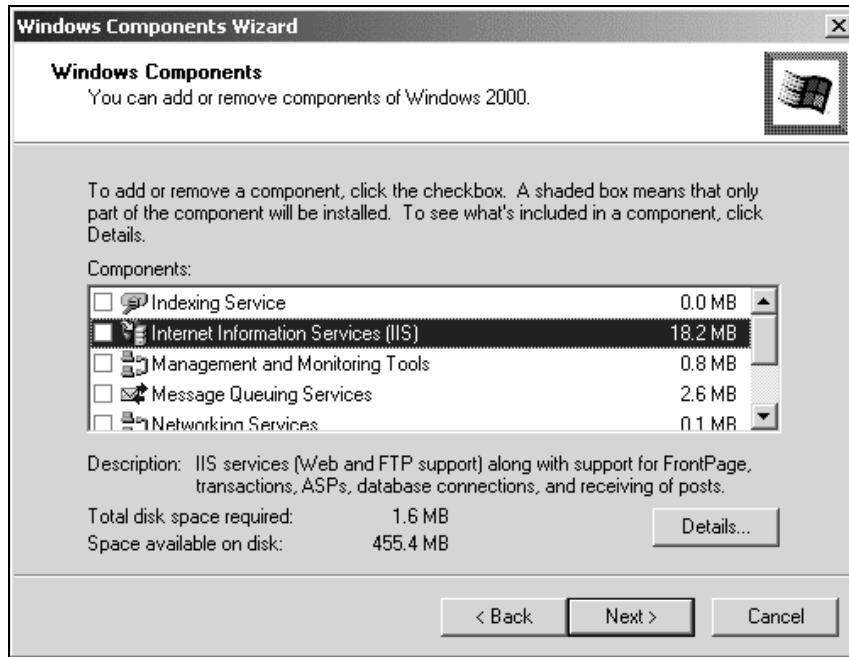 Windows Components Wizard
Windows Components
You can add or remove components of Windows 2000.
To add or remove a component, click the checkbox. A shaded box means that only
part of the component will be installed. To see what's included in a component, click
Details.
Components:
Indexing Service 0.0 MB
Internet Information Services (IIS) 18.2 MB
Management and Monitoring Tools 0.8 MB
Message Queuing Services 2.6 MB
Networking Services 0.1 MB
Description: IIS services (Web and FTP support) along with support for FrontPage,
transactions, ASPs, database connections, and receiving of posts.
Total disk space required: 1.6 MB
Space available on disk: 455.4 MB
Details...
< Back Next > Cancel